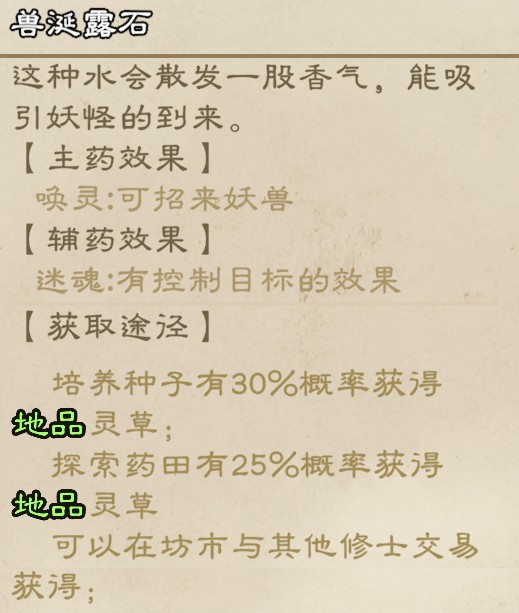 兽涎露石
这种水会散发一股香气，能吸
引妖怪的到来。
【主药效果】
唤灵:可招来妖兽
【辅药效果】
迷魂:有控制目标的效果
【获取途径】
培养种子有30%概率获得
地品灵草；
探索药田有25%概率获得
地品灵草
可以在坊市与其他修士交易
获得；